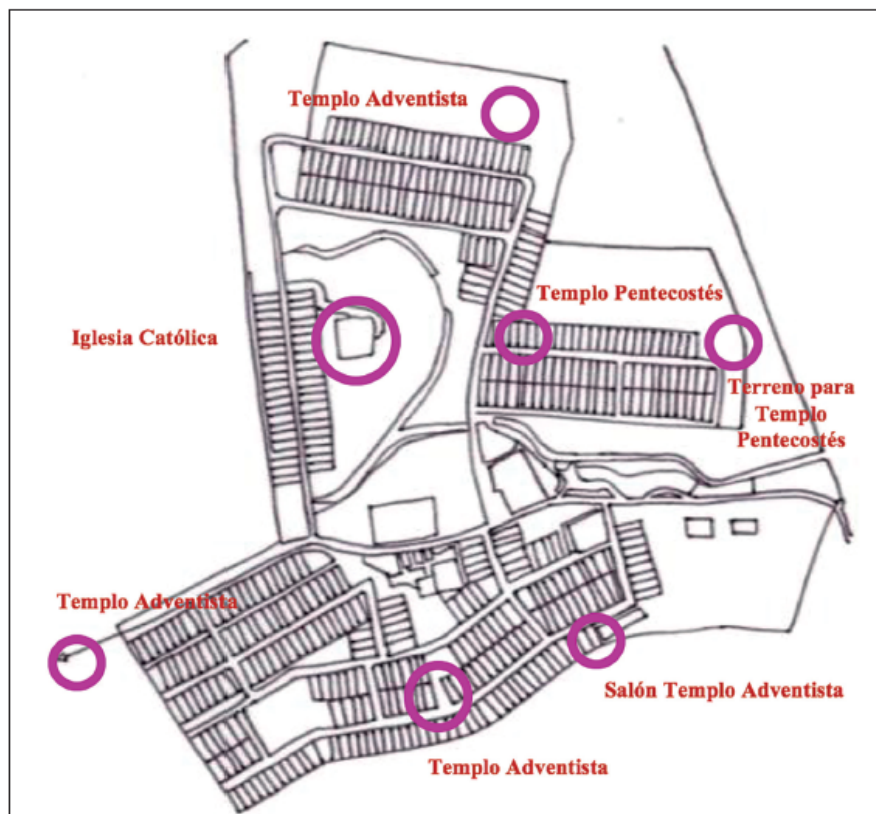 Templo Adventista
Templo Pentecostés
Iglesia Católica
Terreno para
Templo
Pentecostés
Templo Adventista
Salón Templo Adventista
Templo Adventista